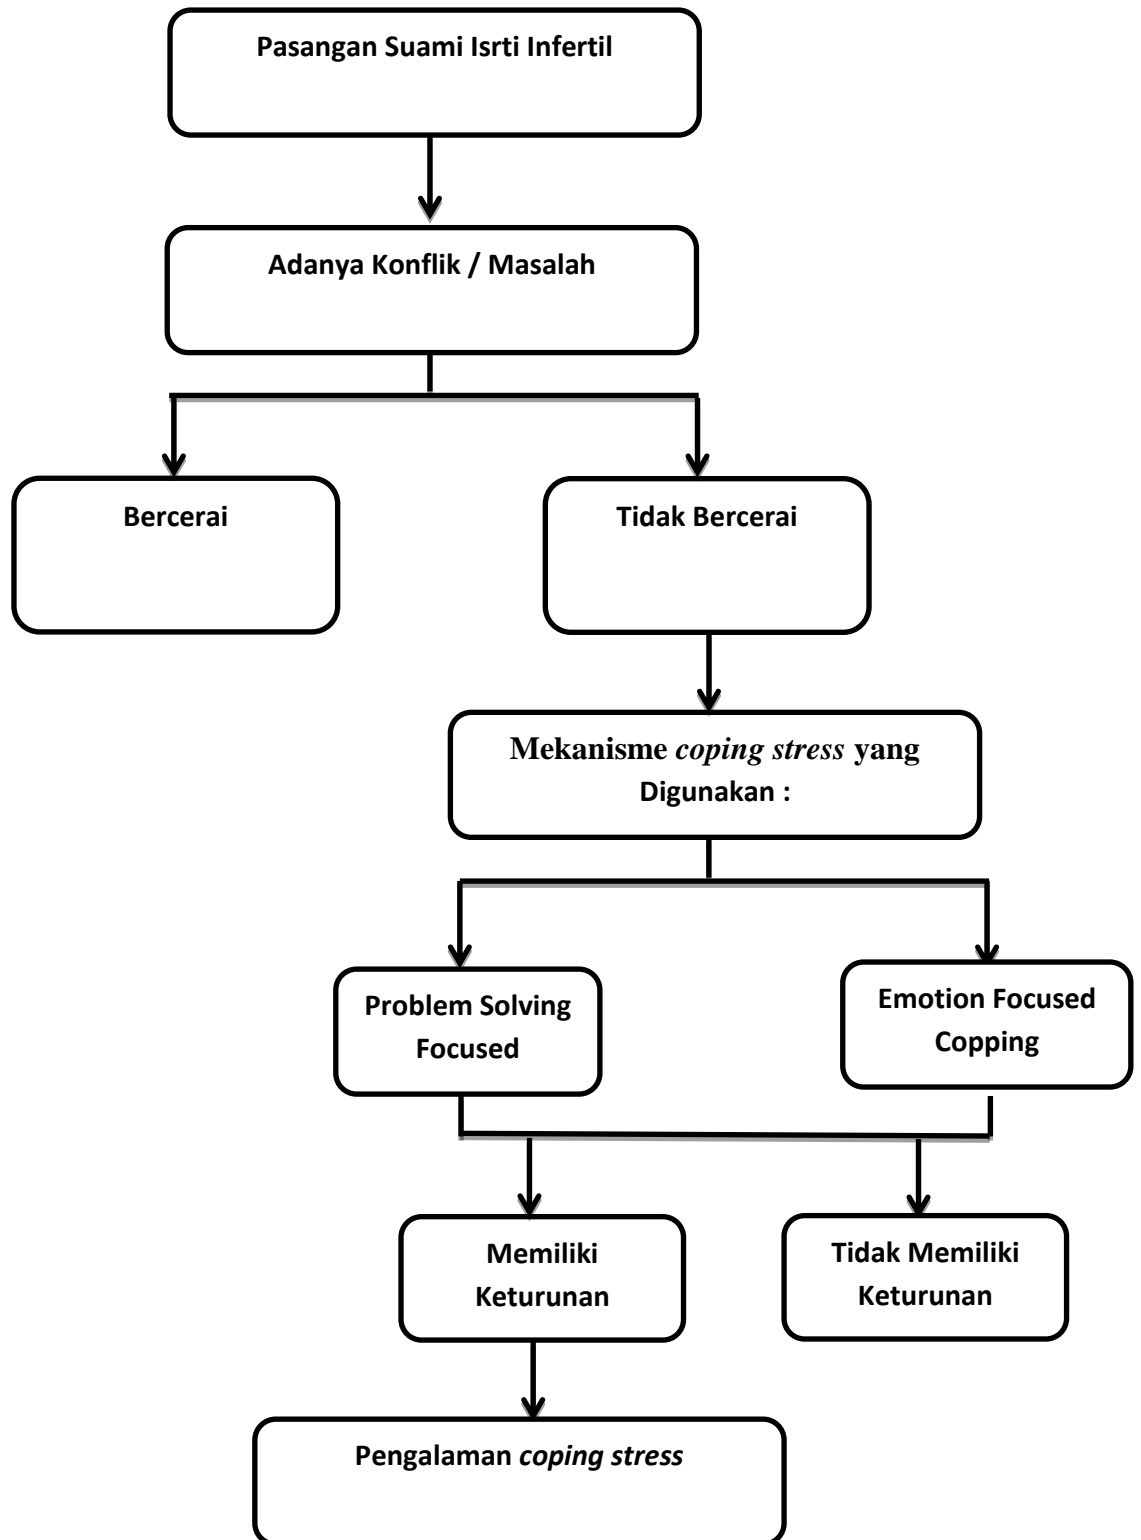 Pasangan Suami Isrti Infertil
Adanya Konflik / Masalah
Bercerai
Tidak Bercerai
Mekanisme coping stress yang
Digunakan :
Problem Solving
Focused
Emotion Focused
Copping
Memiliki
Keturunan
Tidak Memiliki
Keturunan
Pengalaman coping stress